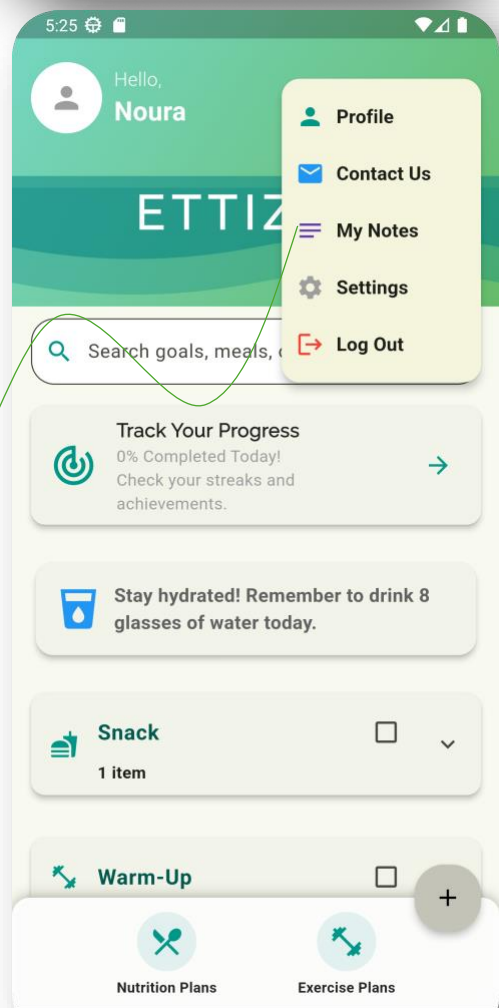 5:25
Hello,
Noura
Profile
Contact Us
ETTIZ
My Notes
Settings
Log Out
Search goals, meals,
Track Your Progress
0% Completed Today!
Check your streaks and
achievements.
Stay hydrated! Remember to drink 8
glasses of water today.
Snack
1 item
Warm-Up
+
Nutrition Plans
Exercise Plans